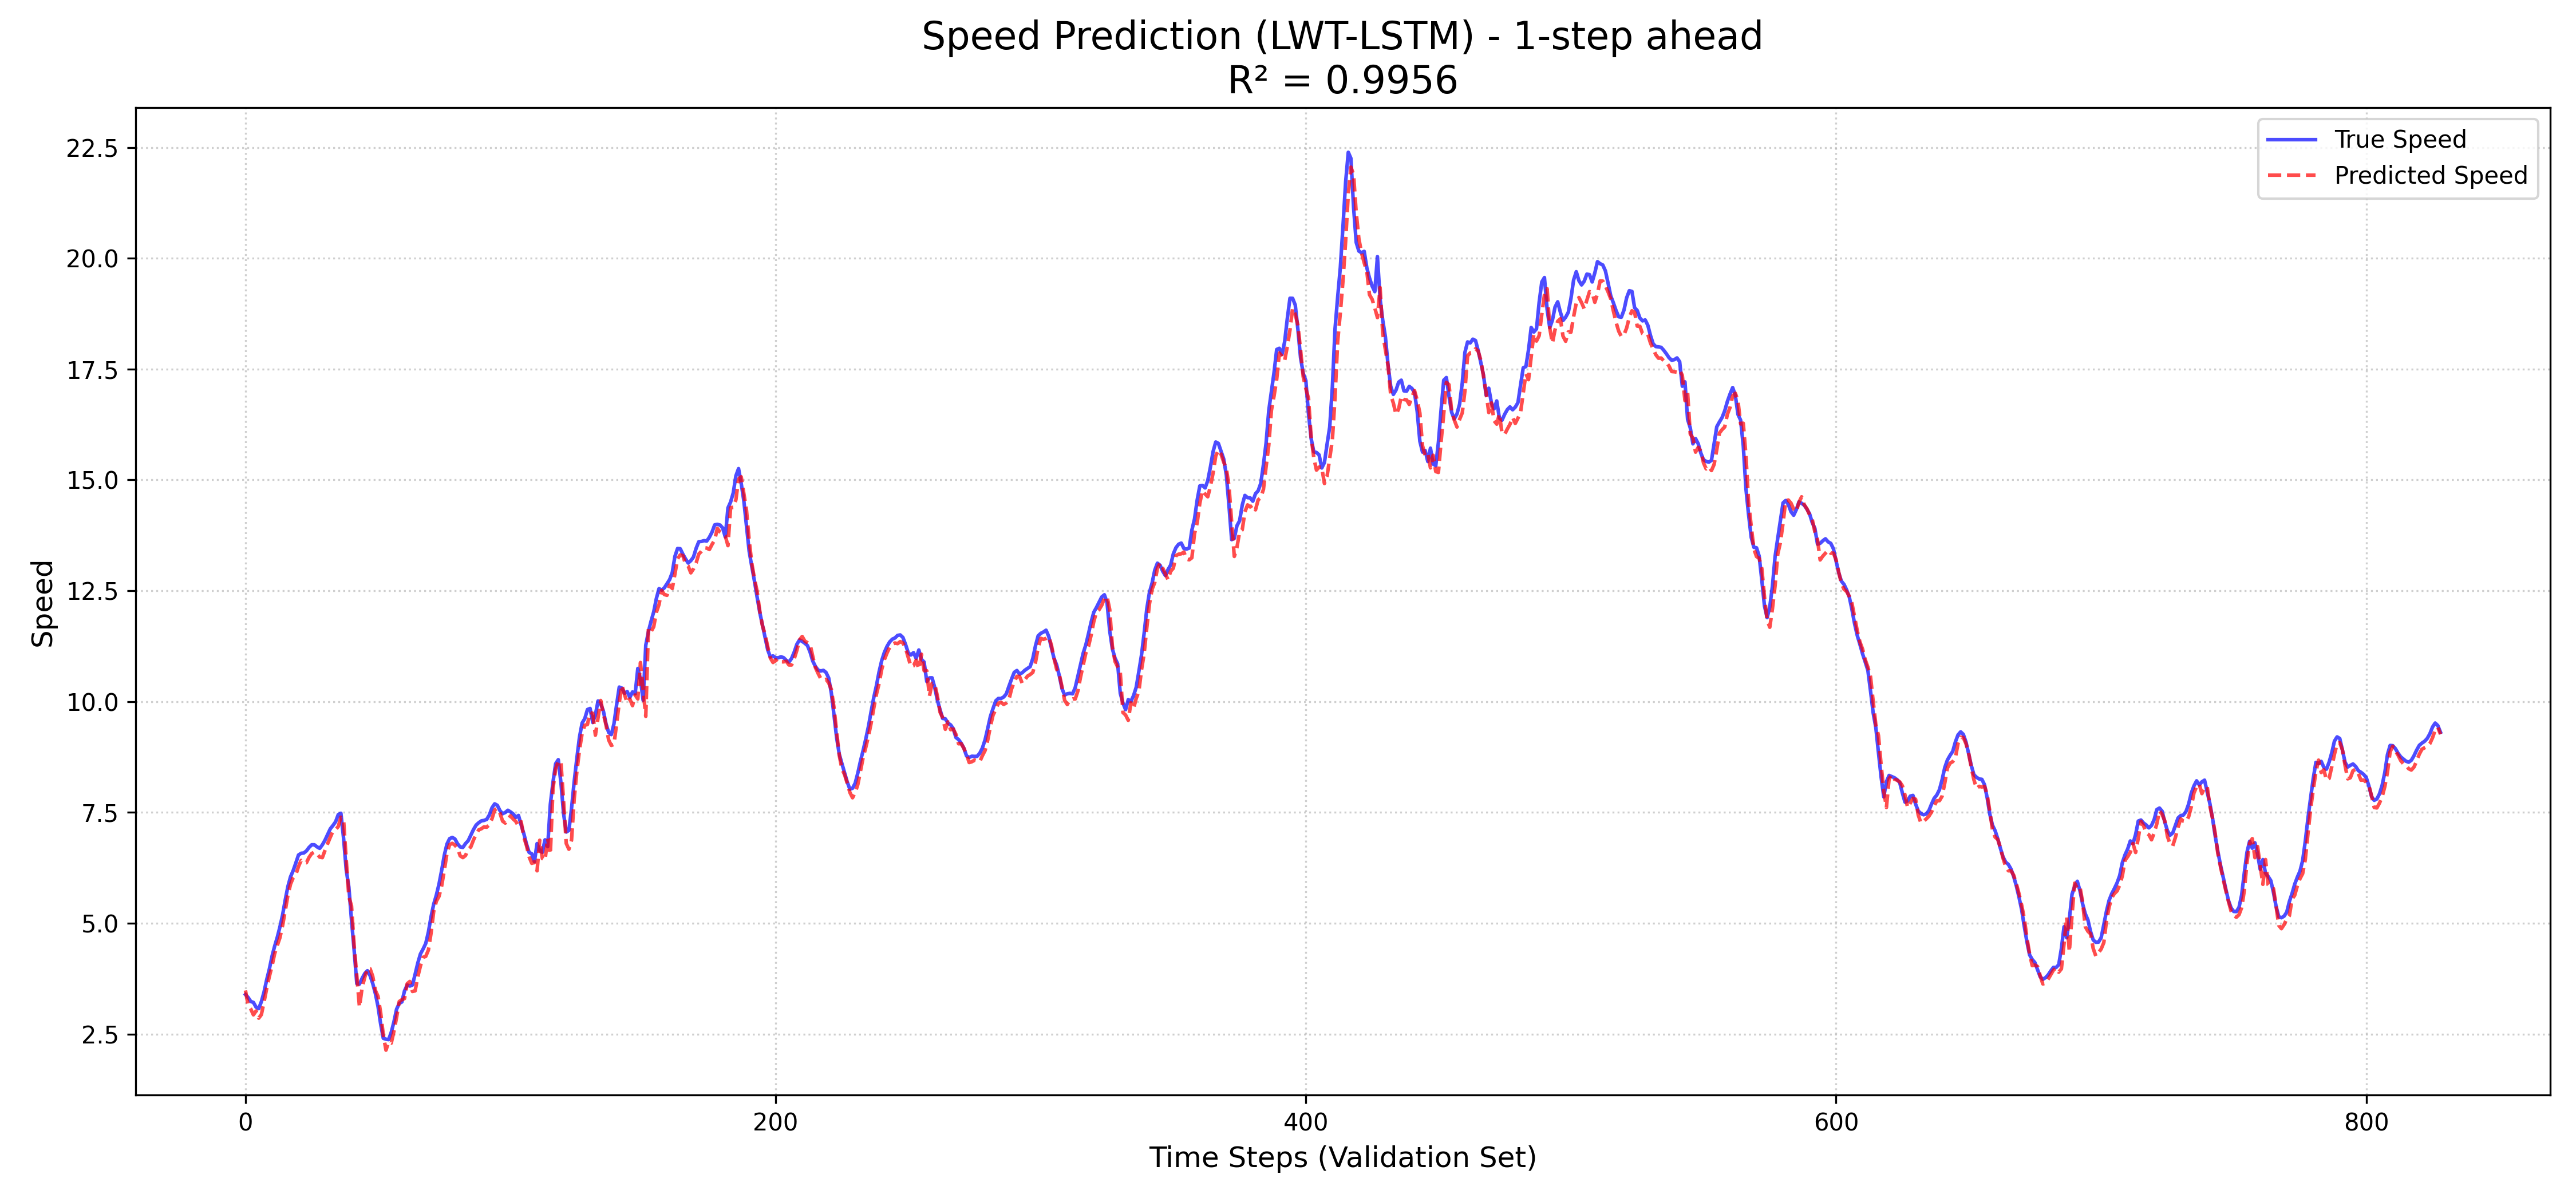 Speed Prediction (LWT-LSTM) - 1-step ahead
R² = 0.9956
True Speed
Predicted Speed
22.5
20.0
17.5
15.0
12.5
10.0
7.5
5.0
2.5
Speed
0 200 400 600 800
Time Steps (Validation Set)